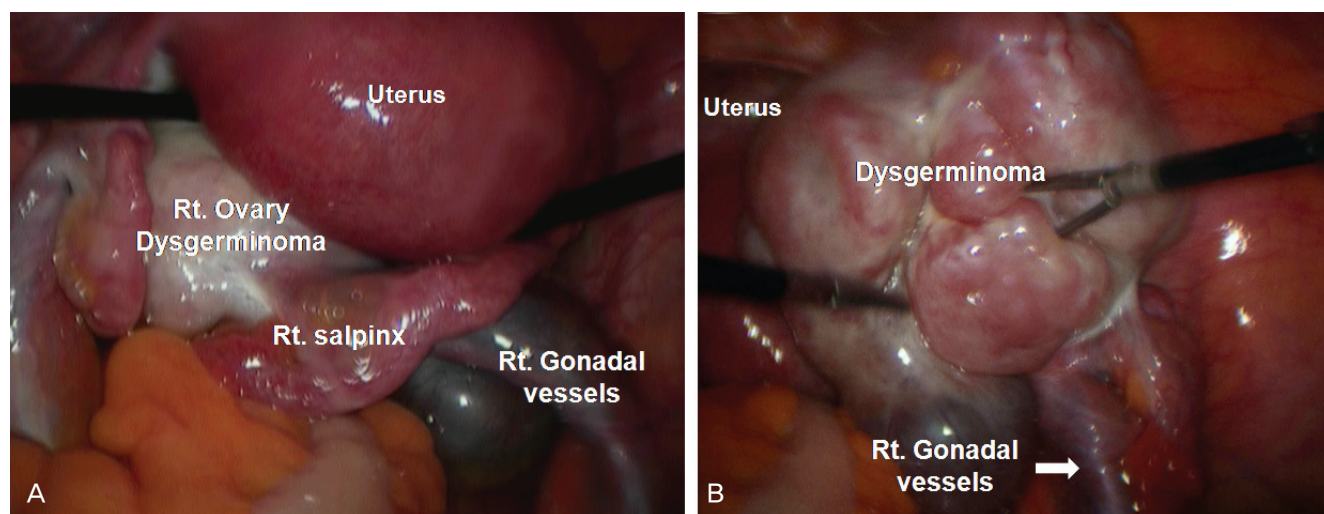 Uterus
Rt. Ovary
Dysgerminoma
Rt. salpinx
Rt. Gonadal
vessels
A
Uterus
Dysgerminoma
Rt. Gonadal
vessels
B